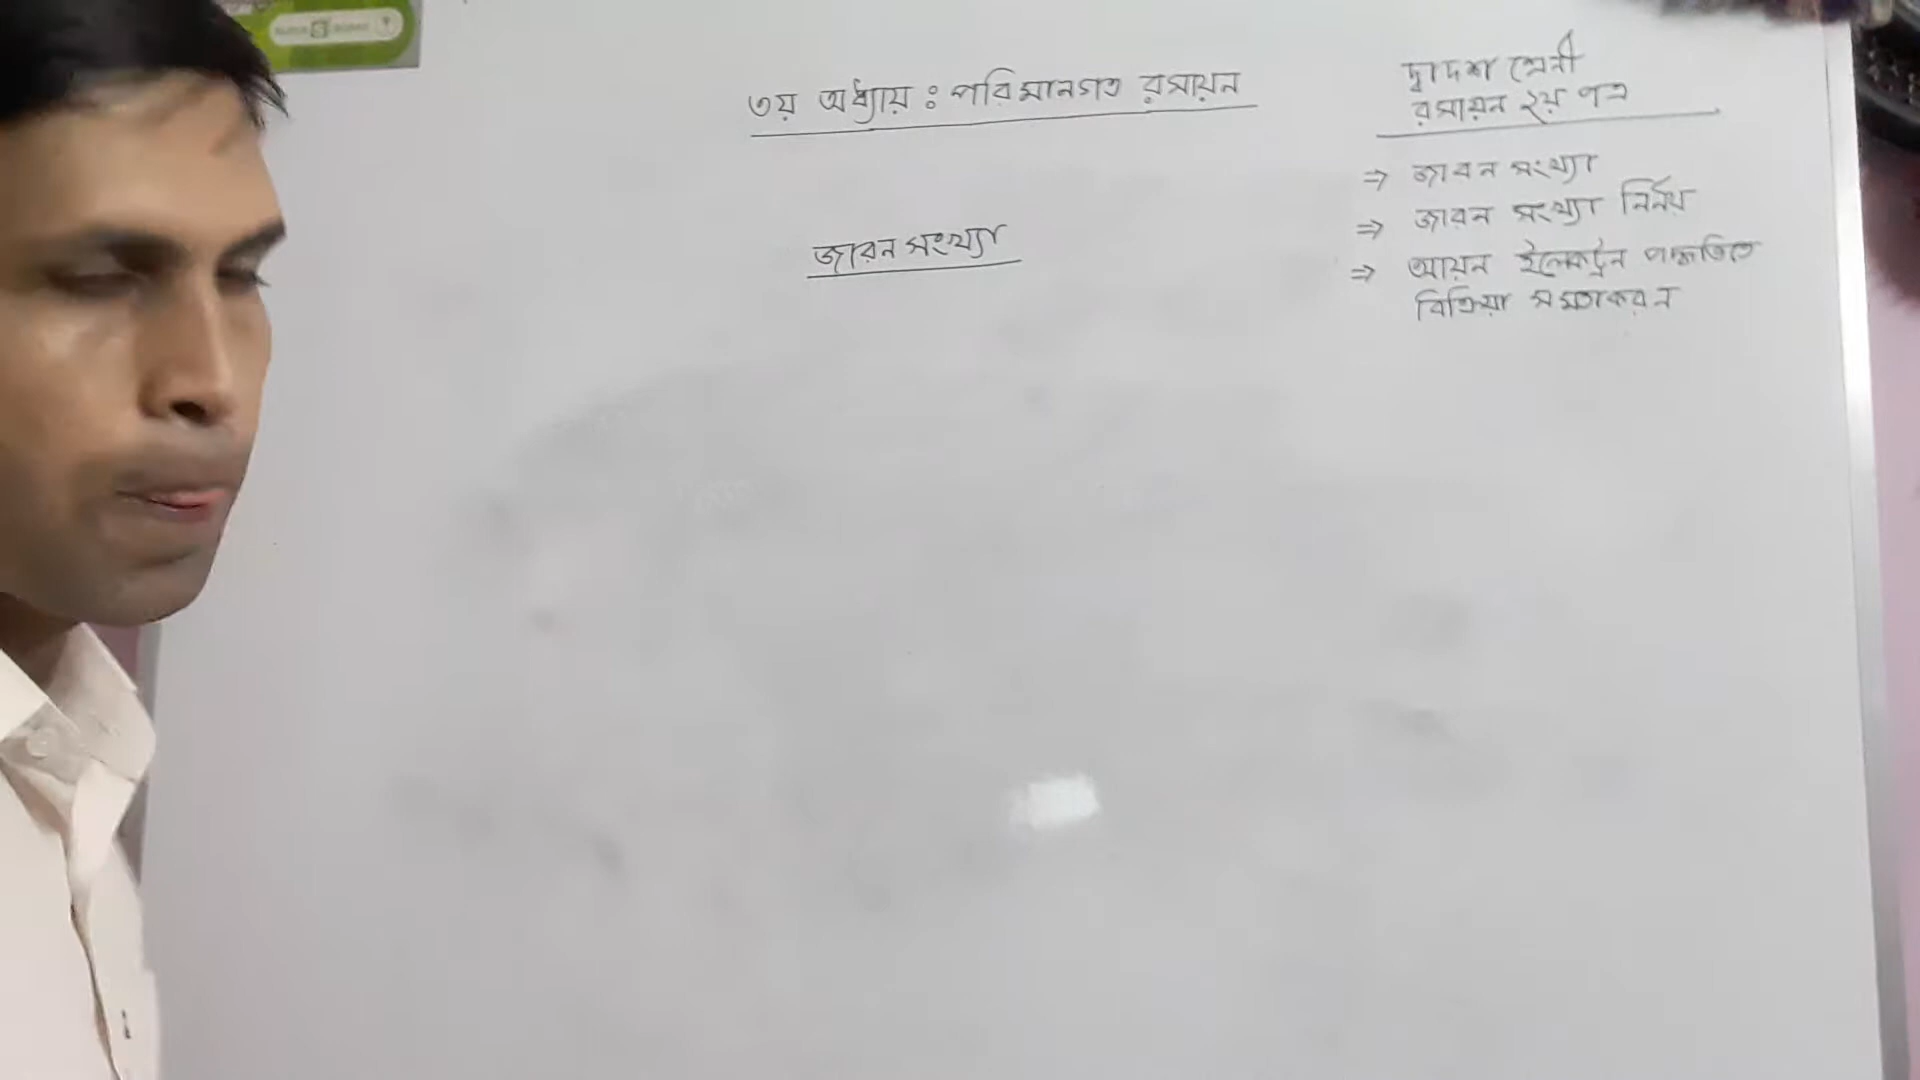 ৩য় অধ্যায় : পরিমানগত রসায়ন
জারন সংখ্যা
দ্বাদশ শ্রেনী
রসায়ন ২য় পত্র
⇒ জারন সংখ্যা
⇒ জারন সংখ্যা নির্নয়
⇒ আয়ন ইলেকট্রন পদ্ধতিতে
বিক্রিয়া সমতাকরন